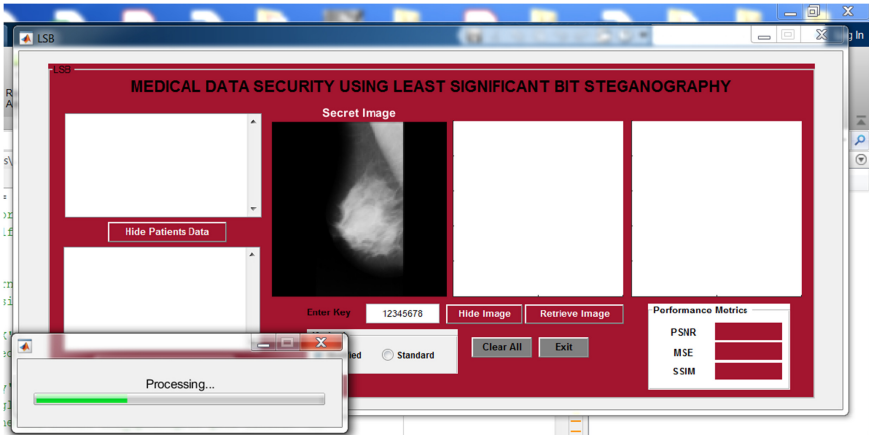 LSB
g In
LSB
MEDICAL DATA SECURITY USING LEAST SIGNIFICANT BIT STEGANOGRAPHY
Secret Image
Hide Patients Data
Enter Key
12345678
Hide Image
Retrieve Image
Performance Metrics
PSNR
MSE
SSIM
Standard
Clear All
Exit
Processing...